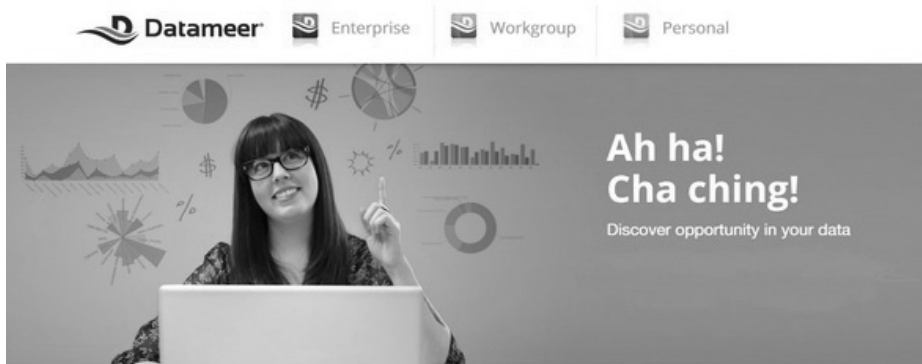 Datameer®
Enterprise
Workgroup
Personal
$
%
$
%
Ah ha!
Cha ching!
Discover opportunity in your data